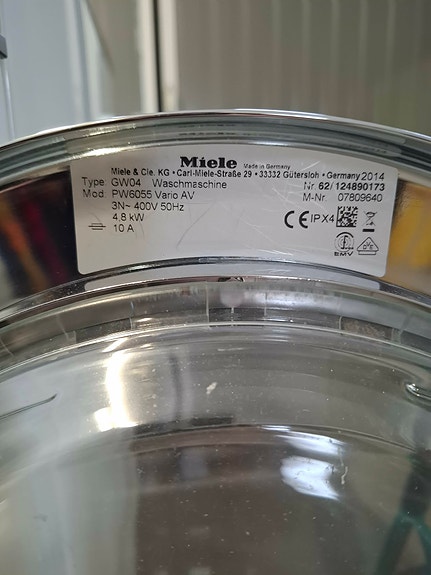 Miele Made in Germany
Miele & Cie. KG • Carl-Miele-Straße 29 • 33332 Gütersloh • Germany 2014
Type GW04 Waschmaschine Nr. 62/ 124890173
Mod. PW6055 Vario AV M-Nr 07809640
3N~ 400V 50Hz
4,8 kW CE IPX4
10 A
EMV